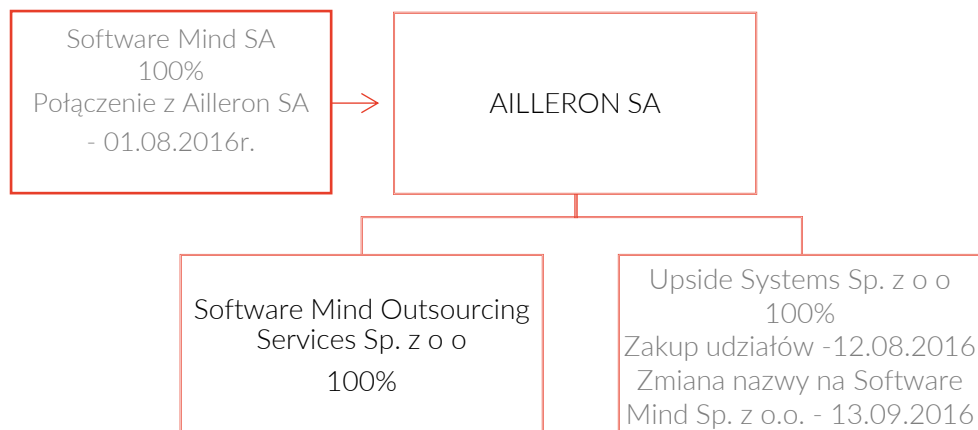 Software Mind SA
100%
Połączenie z Ailleron SA
- 01.08.2016r.
AILLERON SA
Software Mind Outsourcing
Services Sp. z o o
100%
Upside Systems Sp. z o o
100%
Zakup udziałów -12.08.2016
Zmiana nazwy na Software
Mind Sp. z o.o. - 13.09.2016